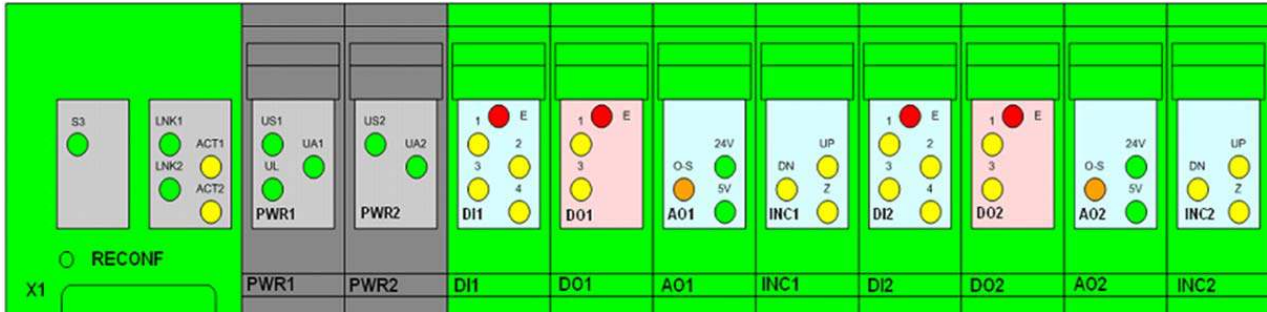 S3
LNK1
ACT1
LNK2
ACT2
RECONF
X1
US1
UA1
UL
PWR1
PWR1
US2
UA2
PWR2
PWR2
1 E
2
3
4
DI1
DI1
1 E
3
DO1
DO1
24V
O-S
5V
AO1
AO1
UP
DN Z
INC1
INC1
1 E
2
3
4
DI2
DI2
1 E
3
DO2
DO2
24V
O-S
5V
AO2
AO2
UP
DN Z
INC2
INC2